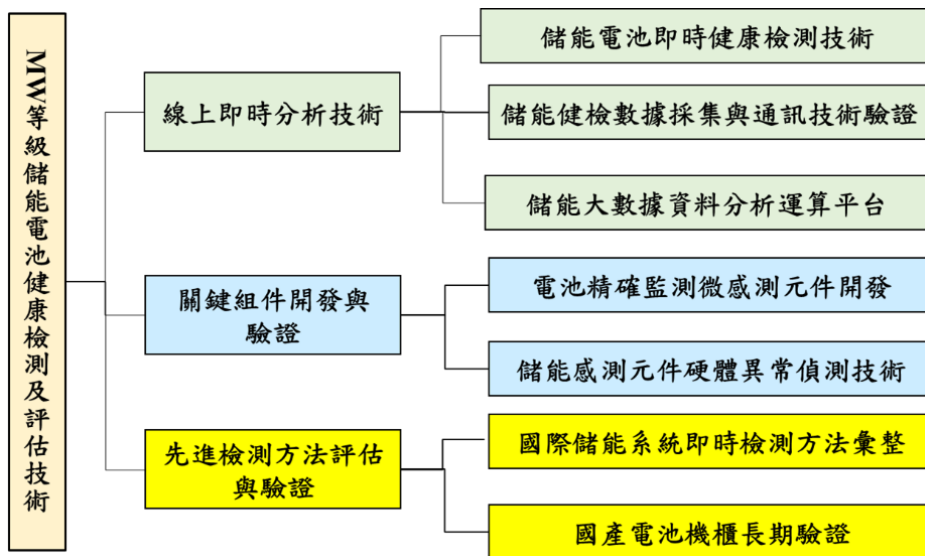 MW等級儲能電池健康檢測及評估技術
線上即時分析技術
儲能電池即時健康檢測技術
儲能健檢數據採集與通訊技術驗證
儲能大數據資料分析運算平台
關鍵組件開發與
驗證
電池精確監測微感測元件開發
儲能感測元件硬體異常偵測技術
先進檢測方法評估
與驗證
國際儲能系統即時檢測方法彙整
國產電池機櫃長期驗證